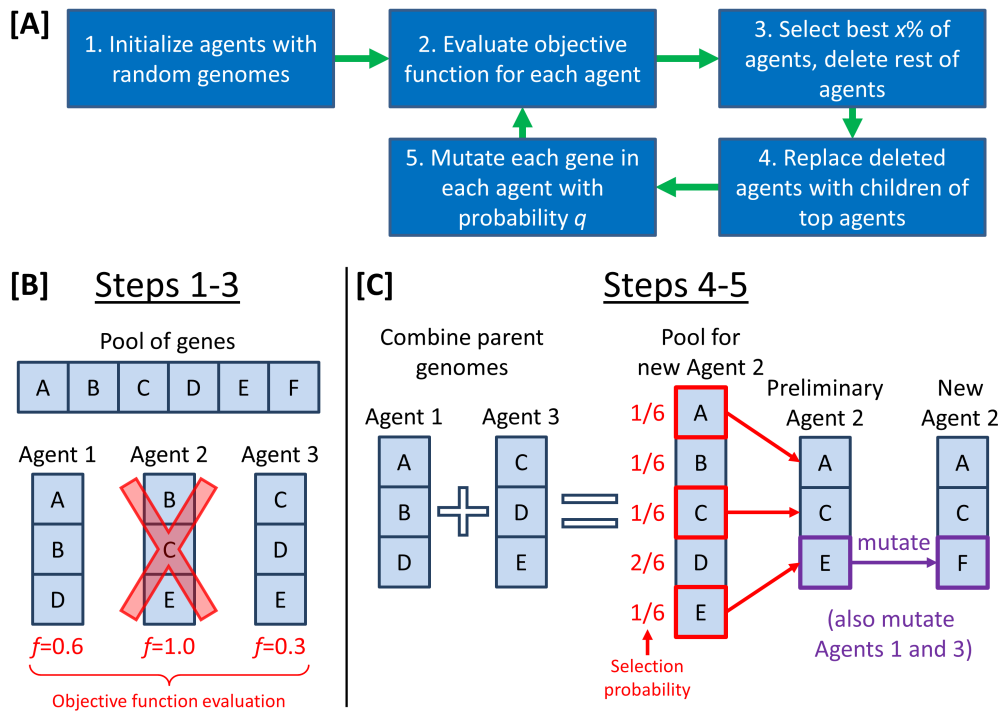 [A]
1. Initialize agents with
random genomes
2. Evaluate objective
function for each agent
3. Select best x% of
agents, delete rest of
agents
5. Mutate each gene in
each agent with
probability q
4. Replace deleted
agents with children of
top agents
[B]
Steps 1-3
Pool of genes
A B C D E F
Agent 1
Agent 2
Agent 3
A
B
D
B
C
E
C
D
E
f=0.6
f=1.0
f=0.3
Objective function evaluation
[C]
Steps 4-5
Combine parent
genomes
Agent 1
Agent 3
A
B
D
C
D
E
Pool for
new Agent 2
1/6 A
1/6 B
1/6 C
2/6 D
1/6 E
Selection
probability
Preliminary
Agent 2
A
C
E
mutate
New
Agent 2
A
C
F
(also mutate
Agents 1 and 3)